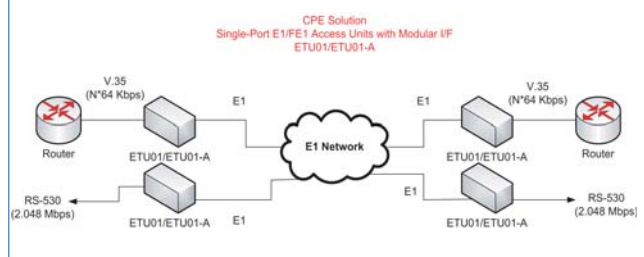 CPE Solution
Single-Port E1/FE1 Access Units with Modular I/F
ETU01/ETU01-A
V.35
(N*64 Kbps)
E1
E1
V.35
(N*64 Kbps)
Router
ETU01/ETU01-A
E1 Network
ETU01/ETU01-A
Router
RS-530
(2.048 Mbps)
ETU01/ETU01-A
E1
E1
ETU01/ETU01-A
RS-530
(2.048 Mbps)